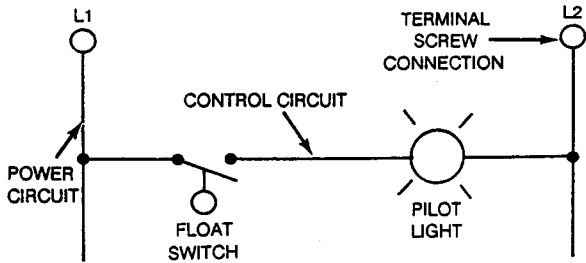 L1
L2
TERMINAL
SCREW
CONNECTION
CONTROL CIRCUIT
POWER
CIRCUIT
FLOAT
SWITCH
PILOT
LIGHT